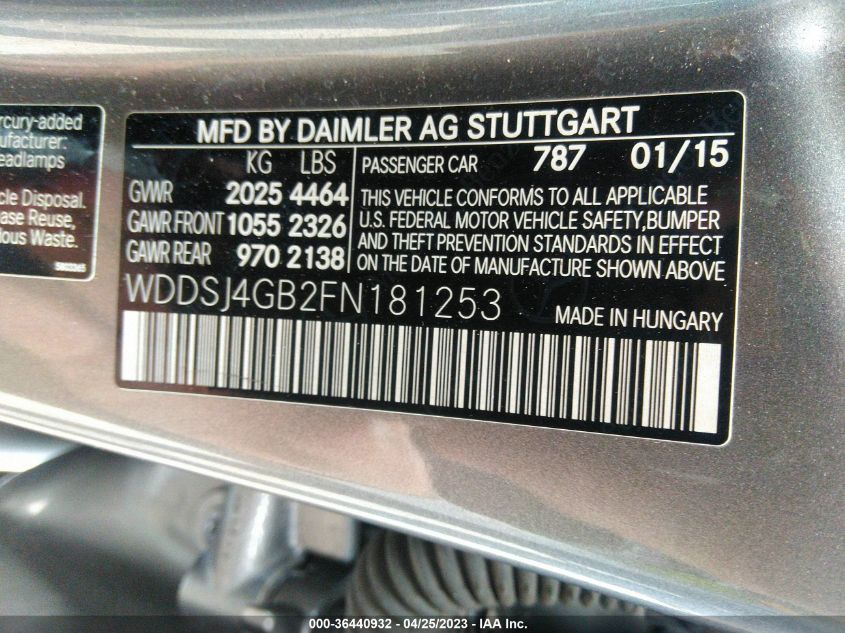 rcury-added
nufacturer:
eadlamps
icle Disposal.
ase Reuse,
dous Waste.
MFD BY DAIMLER AG STUTTGART
KG LBS
GVWR 2025 4464
GAWR FRONT 1055 2326
GAWR REAR 970 2138
PASSENGER CAR 787 01/15
THIS VEHICLE CONFORMS TO ALL APPLICABLE
U.S. FEDERAL MOTOR VEHICLE SAFETY,BUMPER
AND THEFT PREVENTION STANDARDS IN EFFECT
ON THE DATE OF MANUFACTURE SHOWN ABOVE
WDDSJ4GB2FN181253
MADE IN HUNGARY
000-36440932 - 04/25/2023 - IAA Inc.